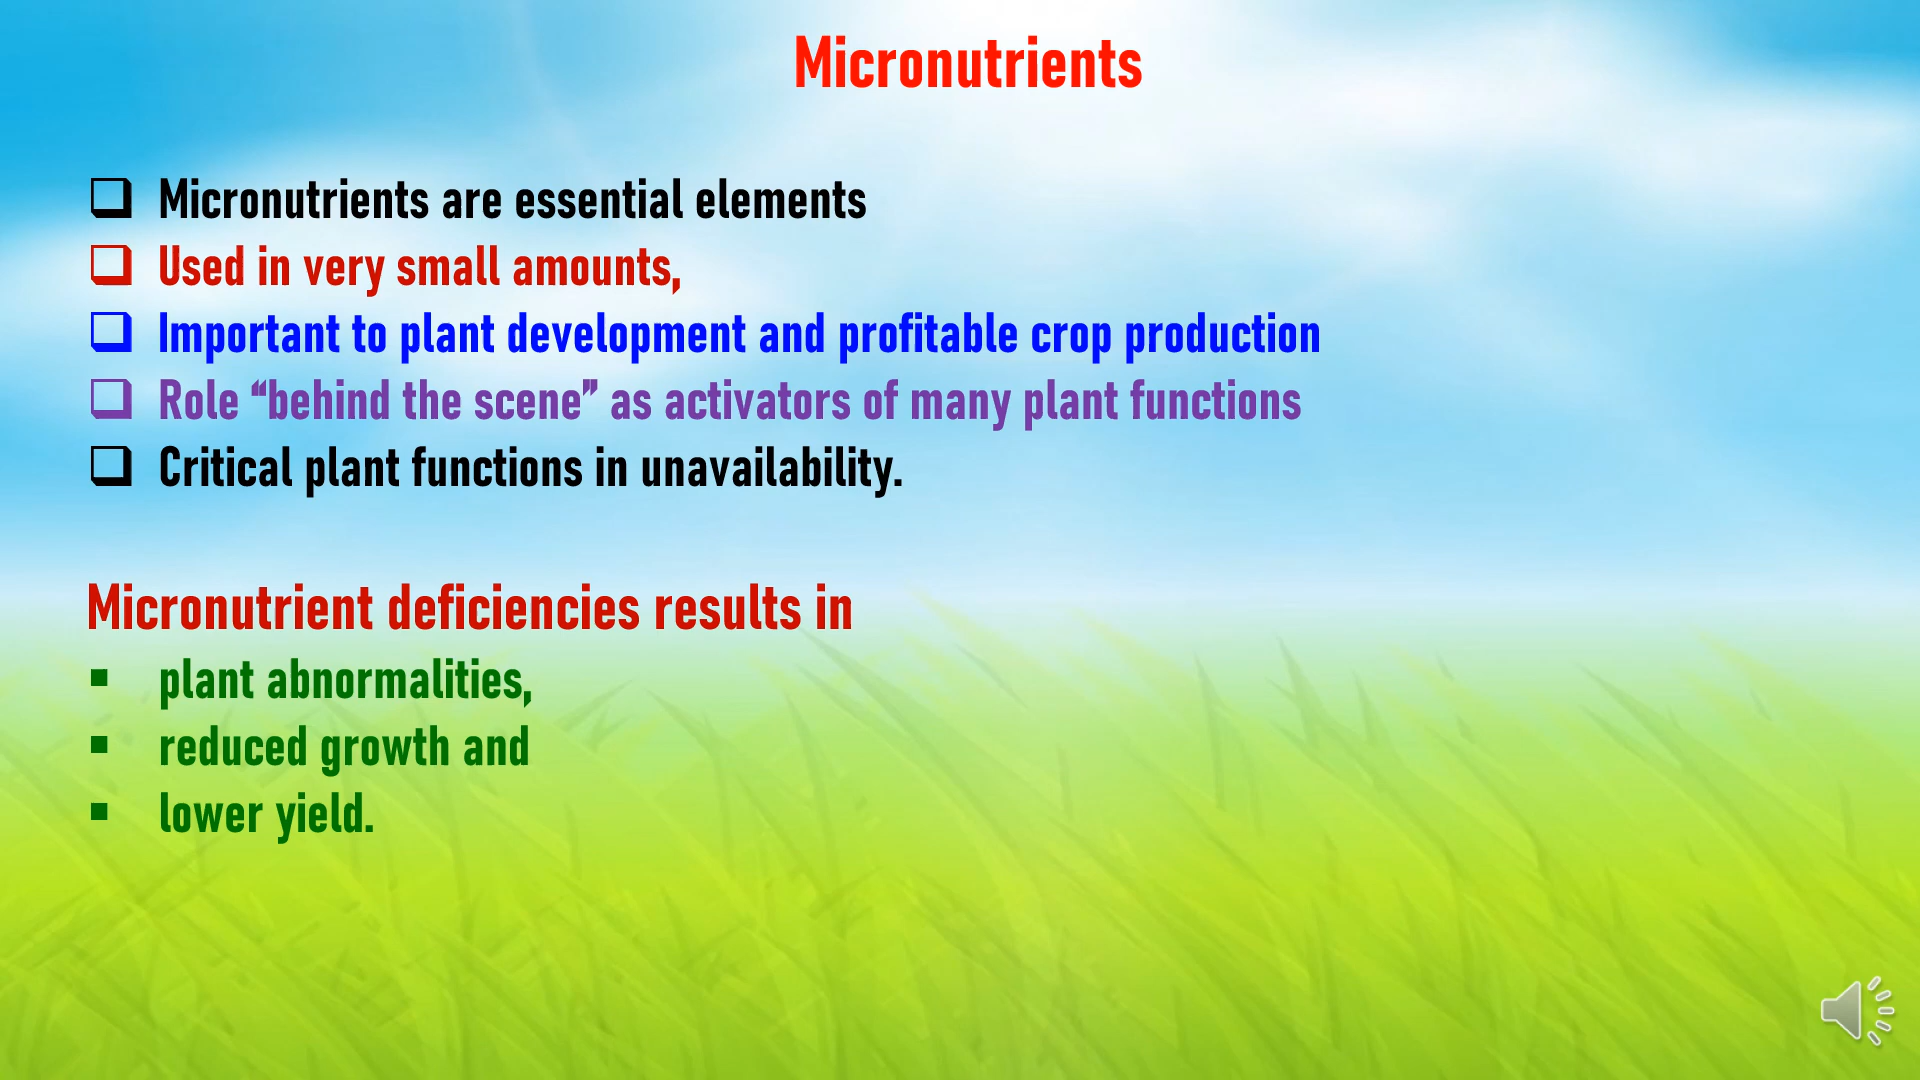 Micronutrients
Micronutrients are essential elements
Used in very small amounts,
Important to plant development and profitable crop production
Role “behind the scene” as activators of many plant functions
Critical plant functions in unavailability.
Micronutrient deficiencies results in
plant abnormalities,
reduced growth and
lower yield.